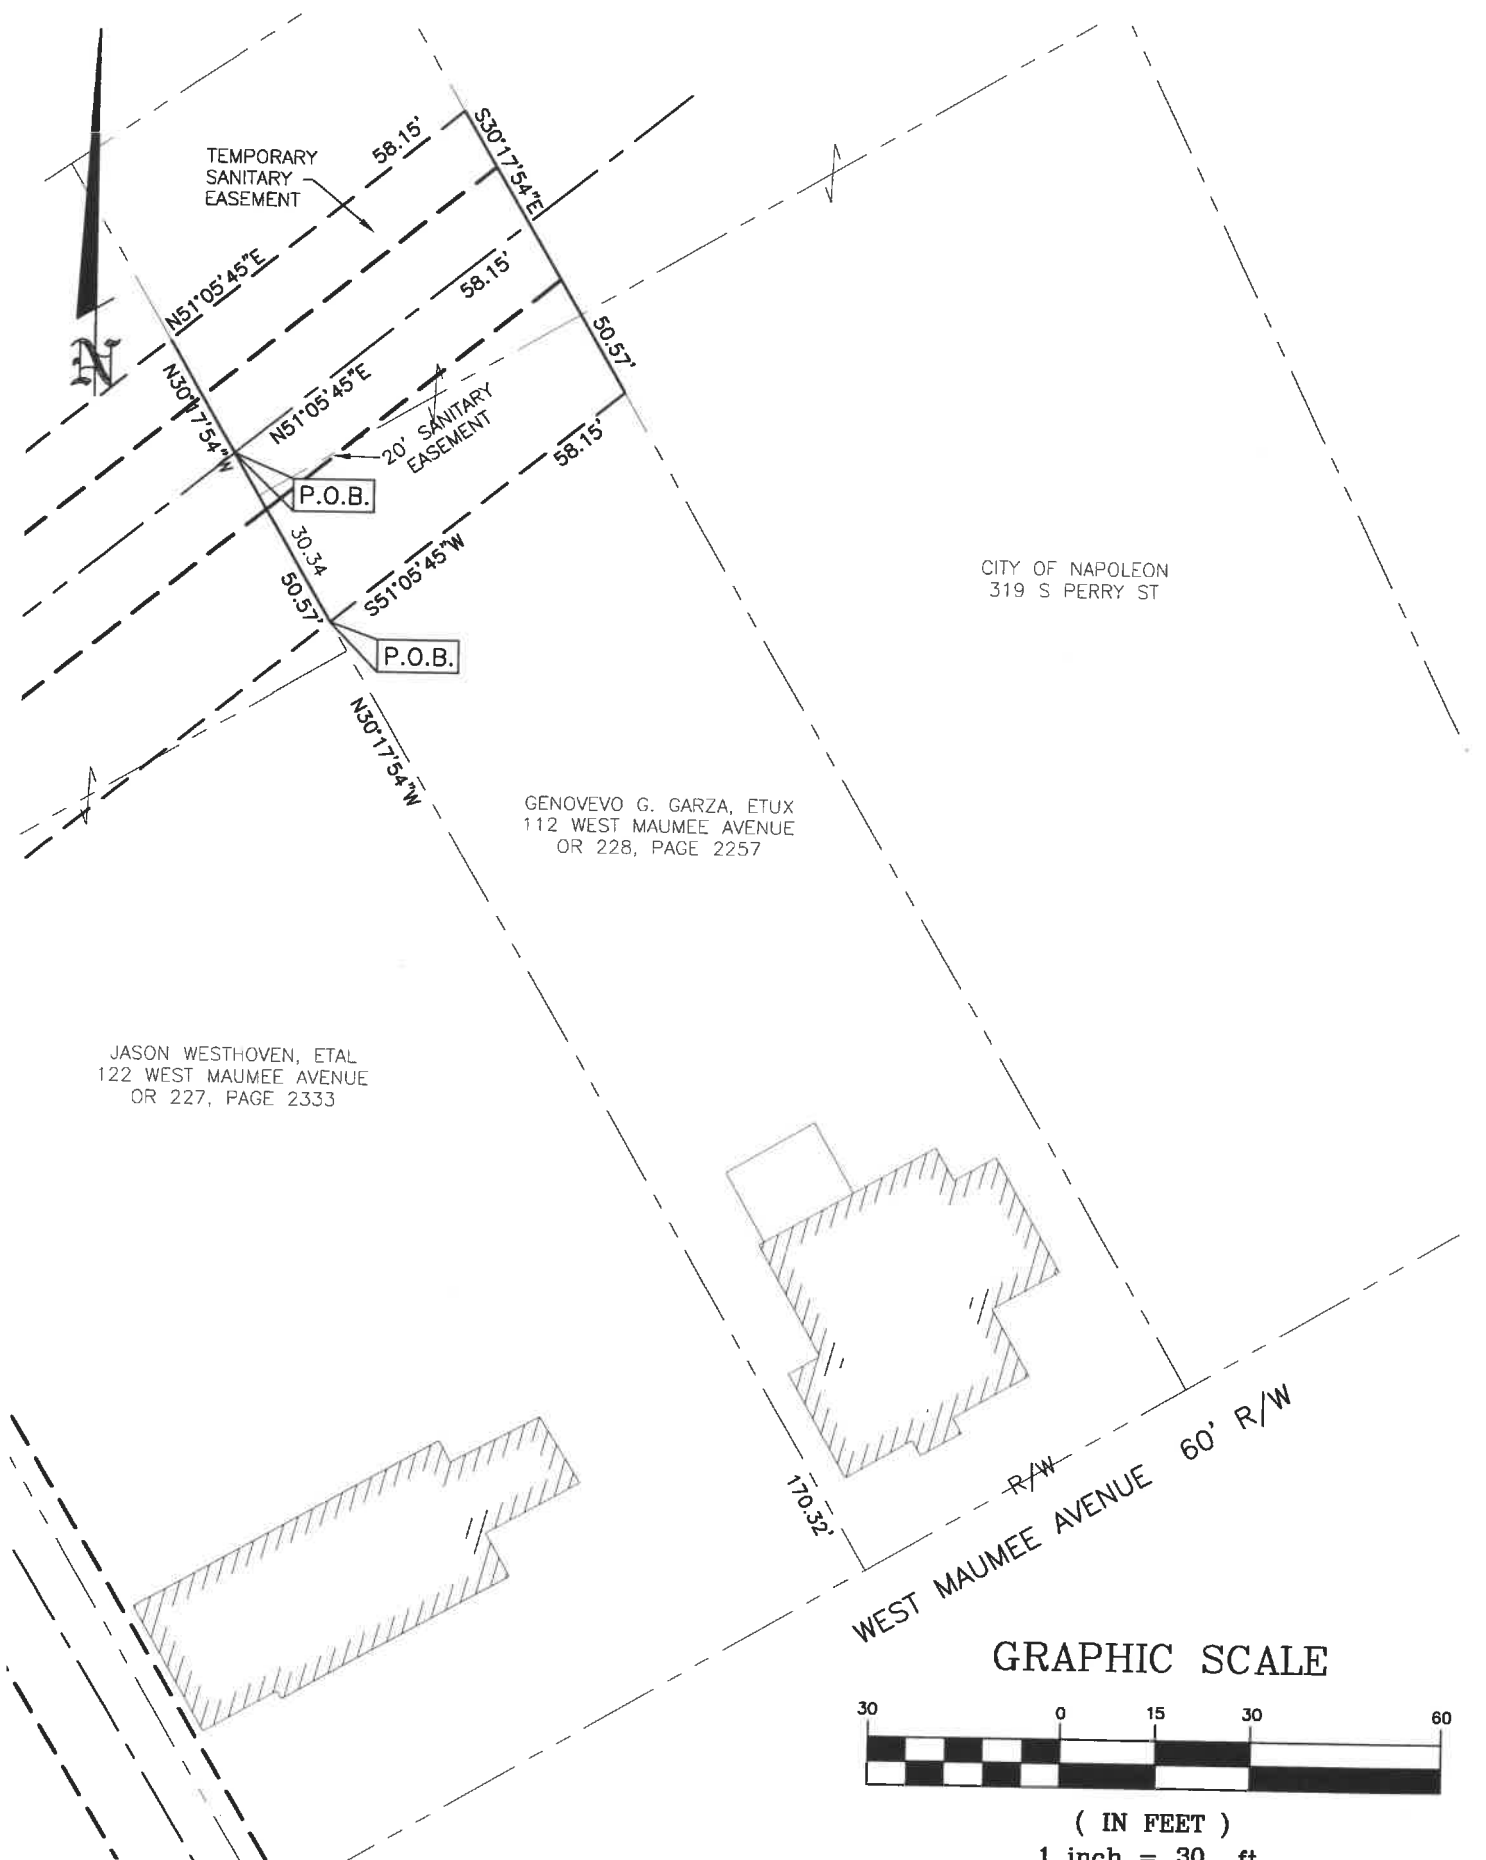 58.15'
S30°17'54"E
TEMPORARY
SANITARY
EASEMENT
N51°05'45"E
58.15'
N
N30°17'54"W
N51°05'45"E
50.57'
20' SANITARY
EASEMENT
58.15'
P.O.B.
30.34
50.57'
S51°05'45"W
P.O.B.
CITY OF NAPOLEON
319 S PERRY ST
N30°17'54"W
GENOVEVO G. GARZA, ETUX
112 WEST MAUMEE AVENUE
OR 228, PAGE 2257
JASON WESTHOVEN, ETAL
122 WEST MAUMEE AVENUE
OR 227, PAGE 2333
170.32'
R/W
WEST MAUMEE AVENUE 60' R/W
GRAPHIC SCALE
30 0 15 30 60
( IN FEET )
1 inch = 30 ft